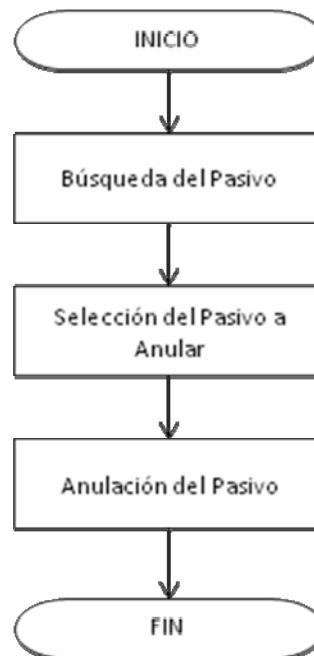 INICIO
Búsqueda del Pasivo
Selección del Pasivo a
Anular
Anulación del Pasivo
FIN